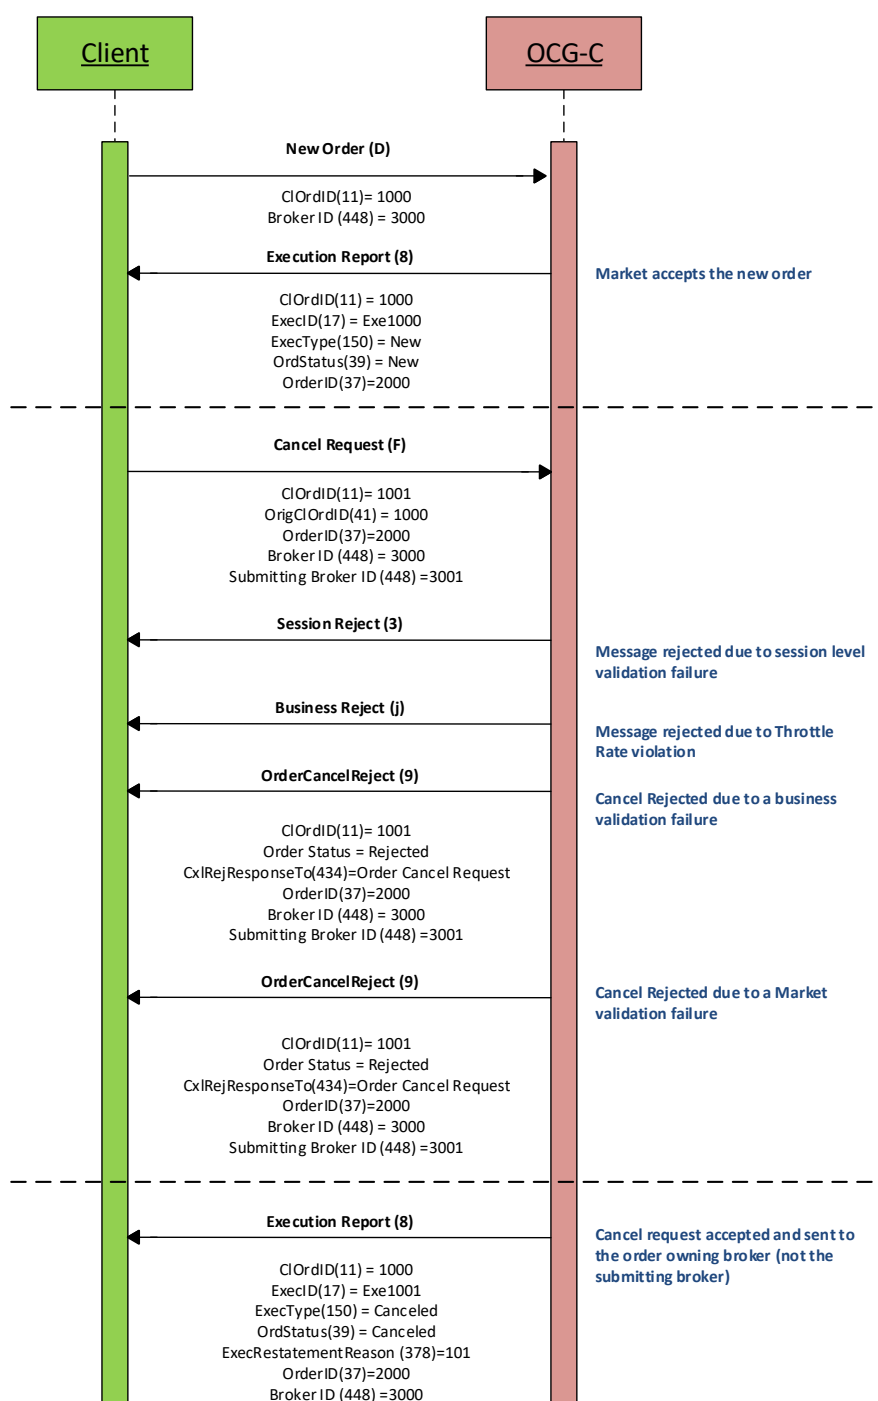 Client
OCG-C
New Order (D)
ClOrdID(11)= 1000
Broker ID (448) = 3000
Execution Report (8)
Market accepts the new order
ClOrdID(11) = 1000
ExecID(17) = Exe1000
ExecType(150) = New
OrdStatus(39) = New
OrderID(37)=2000
Cancel Request (F)
ClOrdID(11)= 1001
OrigClOrdID(41) = 1000
OrderID(37)=2000
Broker ID (448) = 3000
Submitting Broker ID (448) =3001
Session Reject (3)
Message rejected due to session level
validation failure
Business Reject (j)
Message rejected due to Throttle
Rate violation
OrderCancelReject (9)
Cancel Rejected due to a business
validation failure
ClOrdID(11)= 1001
Order Status = Rejected
CxlRejResponseTo(434)=Order Cancel Request
OrderID(37)=2000
Broker ID (448) = 3000
Submitting Broker ID (448) =3001
OrderCancelReject (9)
Cancel Rejected due to a Market
validation failure
ClOrdID(11)= 1001
Order Status = Rejected
CxlRejResponseTo(434)=Order Cancel Request
OrderID(37)=2000
Broker ID (448) = 3000
Submitting Broker ID (448) =3001
Execution Report (8)
Cancel request accepted and sent to
the order owning broker (not the
submitting broker)
ClOrdID(11) = 1000
ExecID(17) = Exe1001
ExecType(150) = Canceled
OrdStatus(39) = Canceled
ExecRestatementReason (378)=101
OrderID(37)=2000
Broker ID (448) =3000